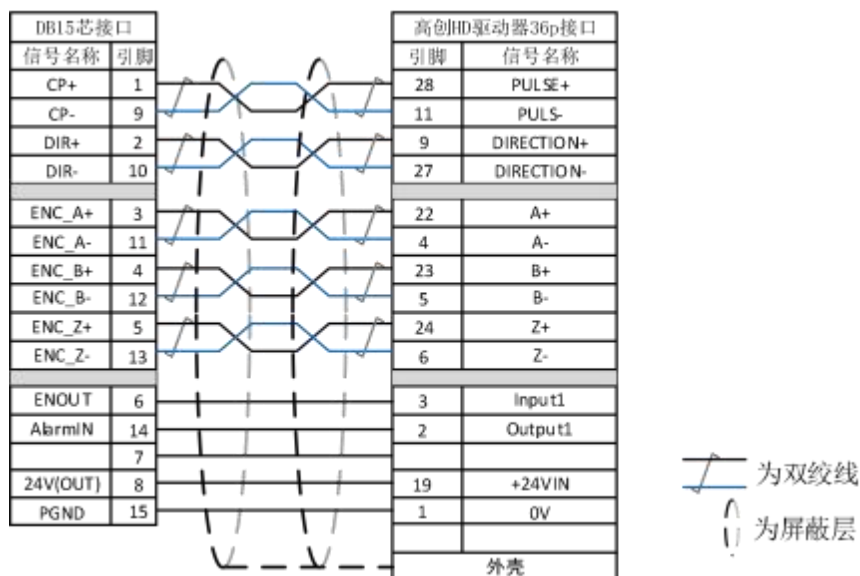 DB15芯接口 高创HD驱动器36p接口
信号名称 引脚 引脚 信号名称
CP+ 1 28 PULSE+
CP- 9 11 PULS-
DIR+ 2 9 DIRECTION+
DIR- 10 27 DIRECTION-
ENC_A+ 3 22 A+
ENC_A- 11 4 A-
ENC_B+ 4 23 B+
ENC_B- 12 5 B-
ENC_Z+ 5 24 Z+
ENC_Z- 13 6 Z-
ENOUT 6 3 Input1
AlarmIN 14 2 Output1
7
24V(OUT) 8 19 +24VIN
PGND 15 1 0V
外壳
为双绞线
为屏蔽层